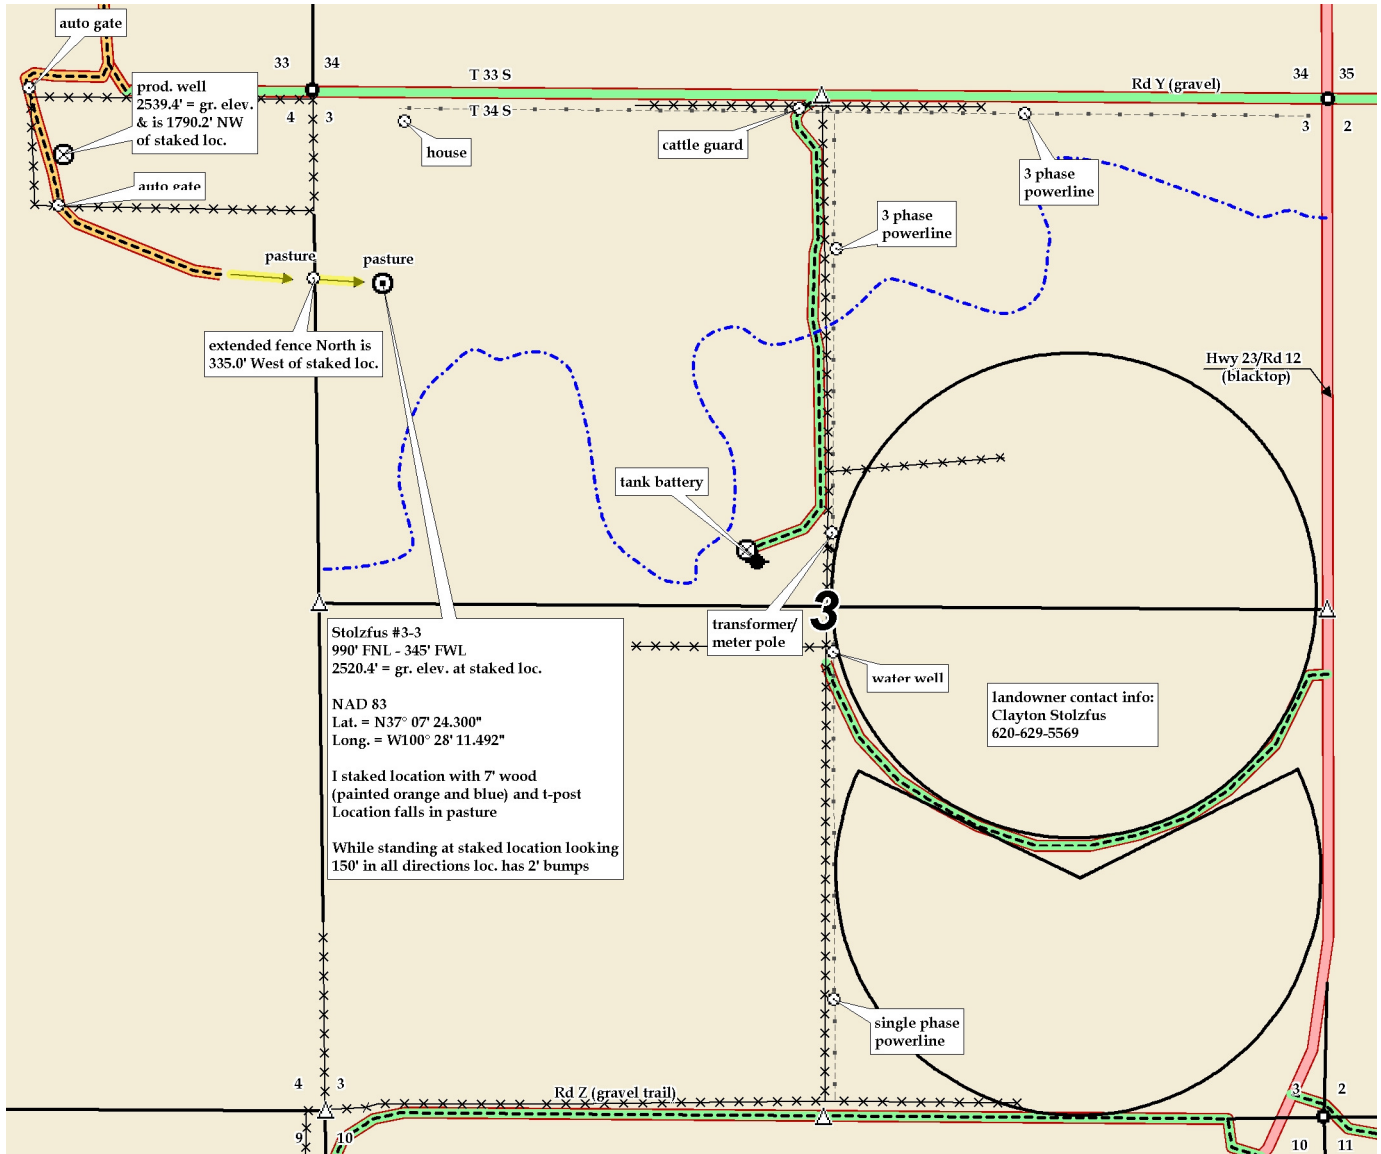 auto gate
33
34
T 33 S
Rd Y (gravel)
34
35
prod. well
2539.4' = gr. elev.
& is 1790.2' NW
of staked loc.
4
3
T 34 S
3
2
house
cattle guard
3 phase
powerline
auto gate
3 phase
powerline
pasture
pasture
extended fence North is
335.0' West of staked loc.
Hwy 23/Rd 12
(blacktop)
tank battery
3
transformer/
meter pole
Stolzfus #3-3
990' FNL - 345' FWL
2520.4' = gr. elev. at staked loc.
NAD 83
Lat. = N37° 07' 24.300"
Long. = W100° 28' 11.492"
I staked location with 7' wood
(painted orange and blue) and t-post
Location falls in pasture
While standing at staked location looking
150' in all directions loc. has 2' bumps
water well
landowner contact info:
Clayton Stolzfus
620-629-5569
single phase
powerline
4
3
Rd Z (gravel trail)
3
2
9
10
10
11